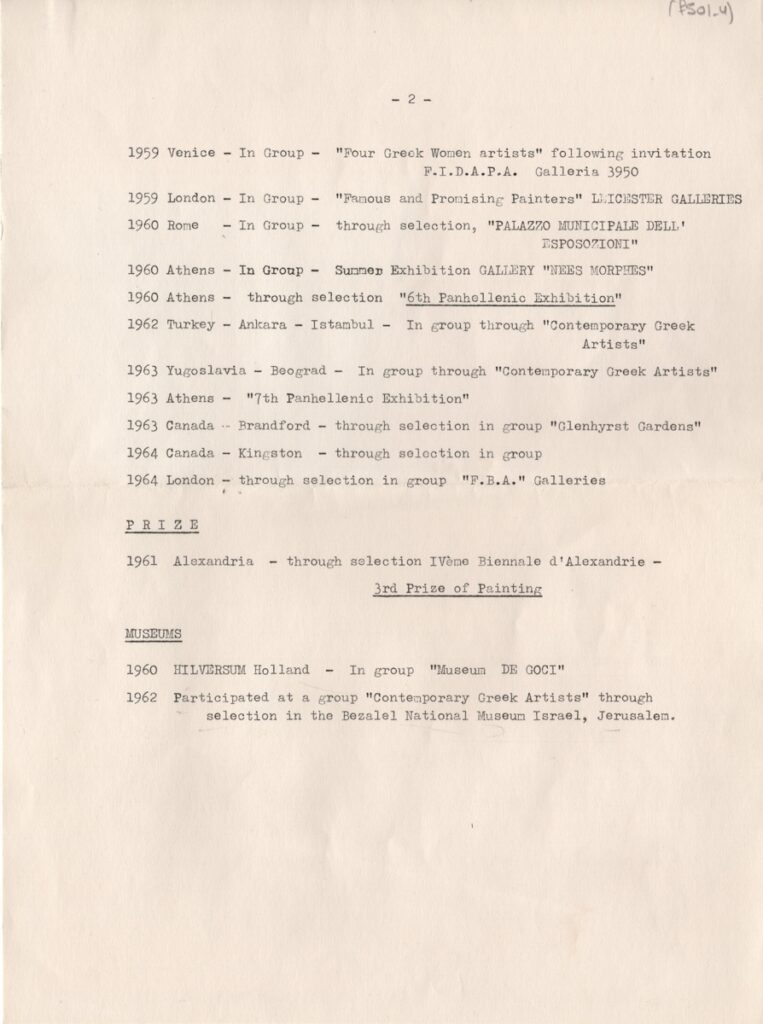 (PS01_4)
- 2 -
1959 Venice - In Group - "Four Greek Women artists" following invitation
F.I.D.A.P.A. Galleria 3950
1959 London - In Group - "Famous and Promising Painters" LEICESTER GALLERIES
1960 Rome - In Group - through selection, "PALAZZO MUNICIPALE DELL'
ESPOSOZIONI"
1960 Athens - In Group - Summer Exhibition GALLERY "NEES MORPHES"
1960 Athens - through selection "6th Panhellenic Exhibition"
1962 Turkey - Ankara - Istambul - In group through "Contemporary Greek
Artists"
1963 Yugoslavia - Beograd - In group through "Contemporary Greek Artists"
1963 Athens - "7th Panhellenic Exhibition"
1963 Canada - Brandford - through selection in group "Glenhyrst Gardens"
1964 Canada - Kingston - through selection in group
1964 London - through selection in group "F.B.A." Galleries
P R I Z E
1961 Alexandria - through selection IVème Biennale d'Alexandrie -
3rd Prize of Painting
MUSEUMS
1960 HILVERSUM Holland - In group "Museum DE GOCI"
1962 Participated at a group "Contemporary Greek Artists" through
selection in the Bezalel National Museum Israel, Jerusalem.